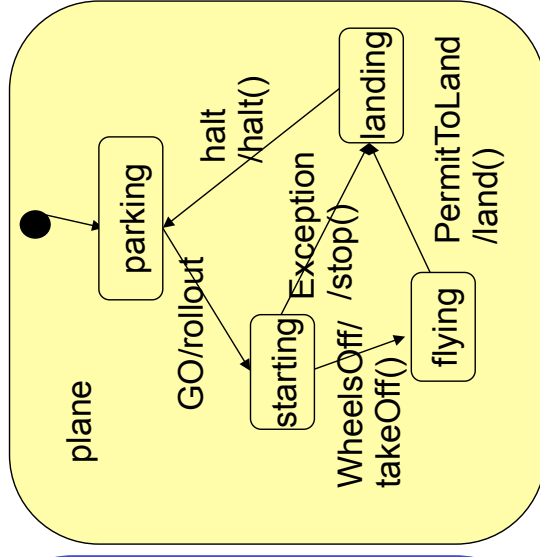 plane
parking
GO/rollout
halt
/halt()
starting
Exception
/stop()
landing
WheelsOff/
takeOff()
flying
PermitToLand
/land()